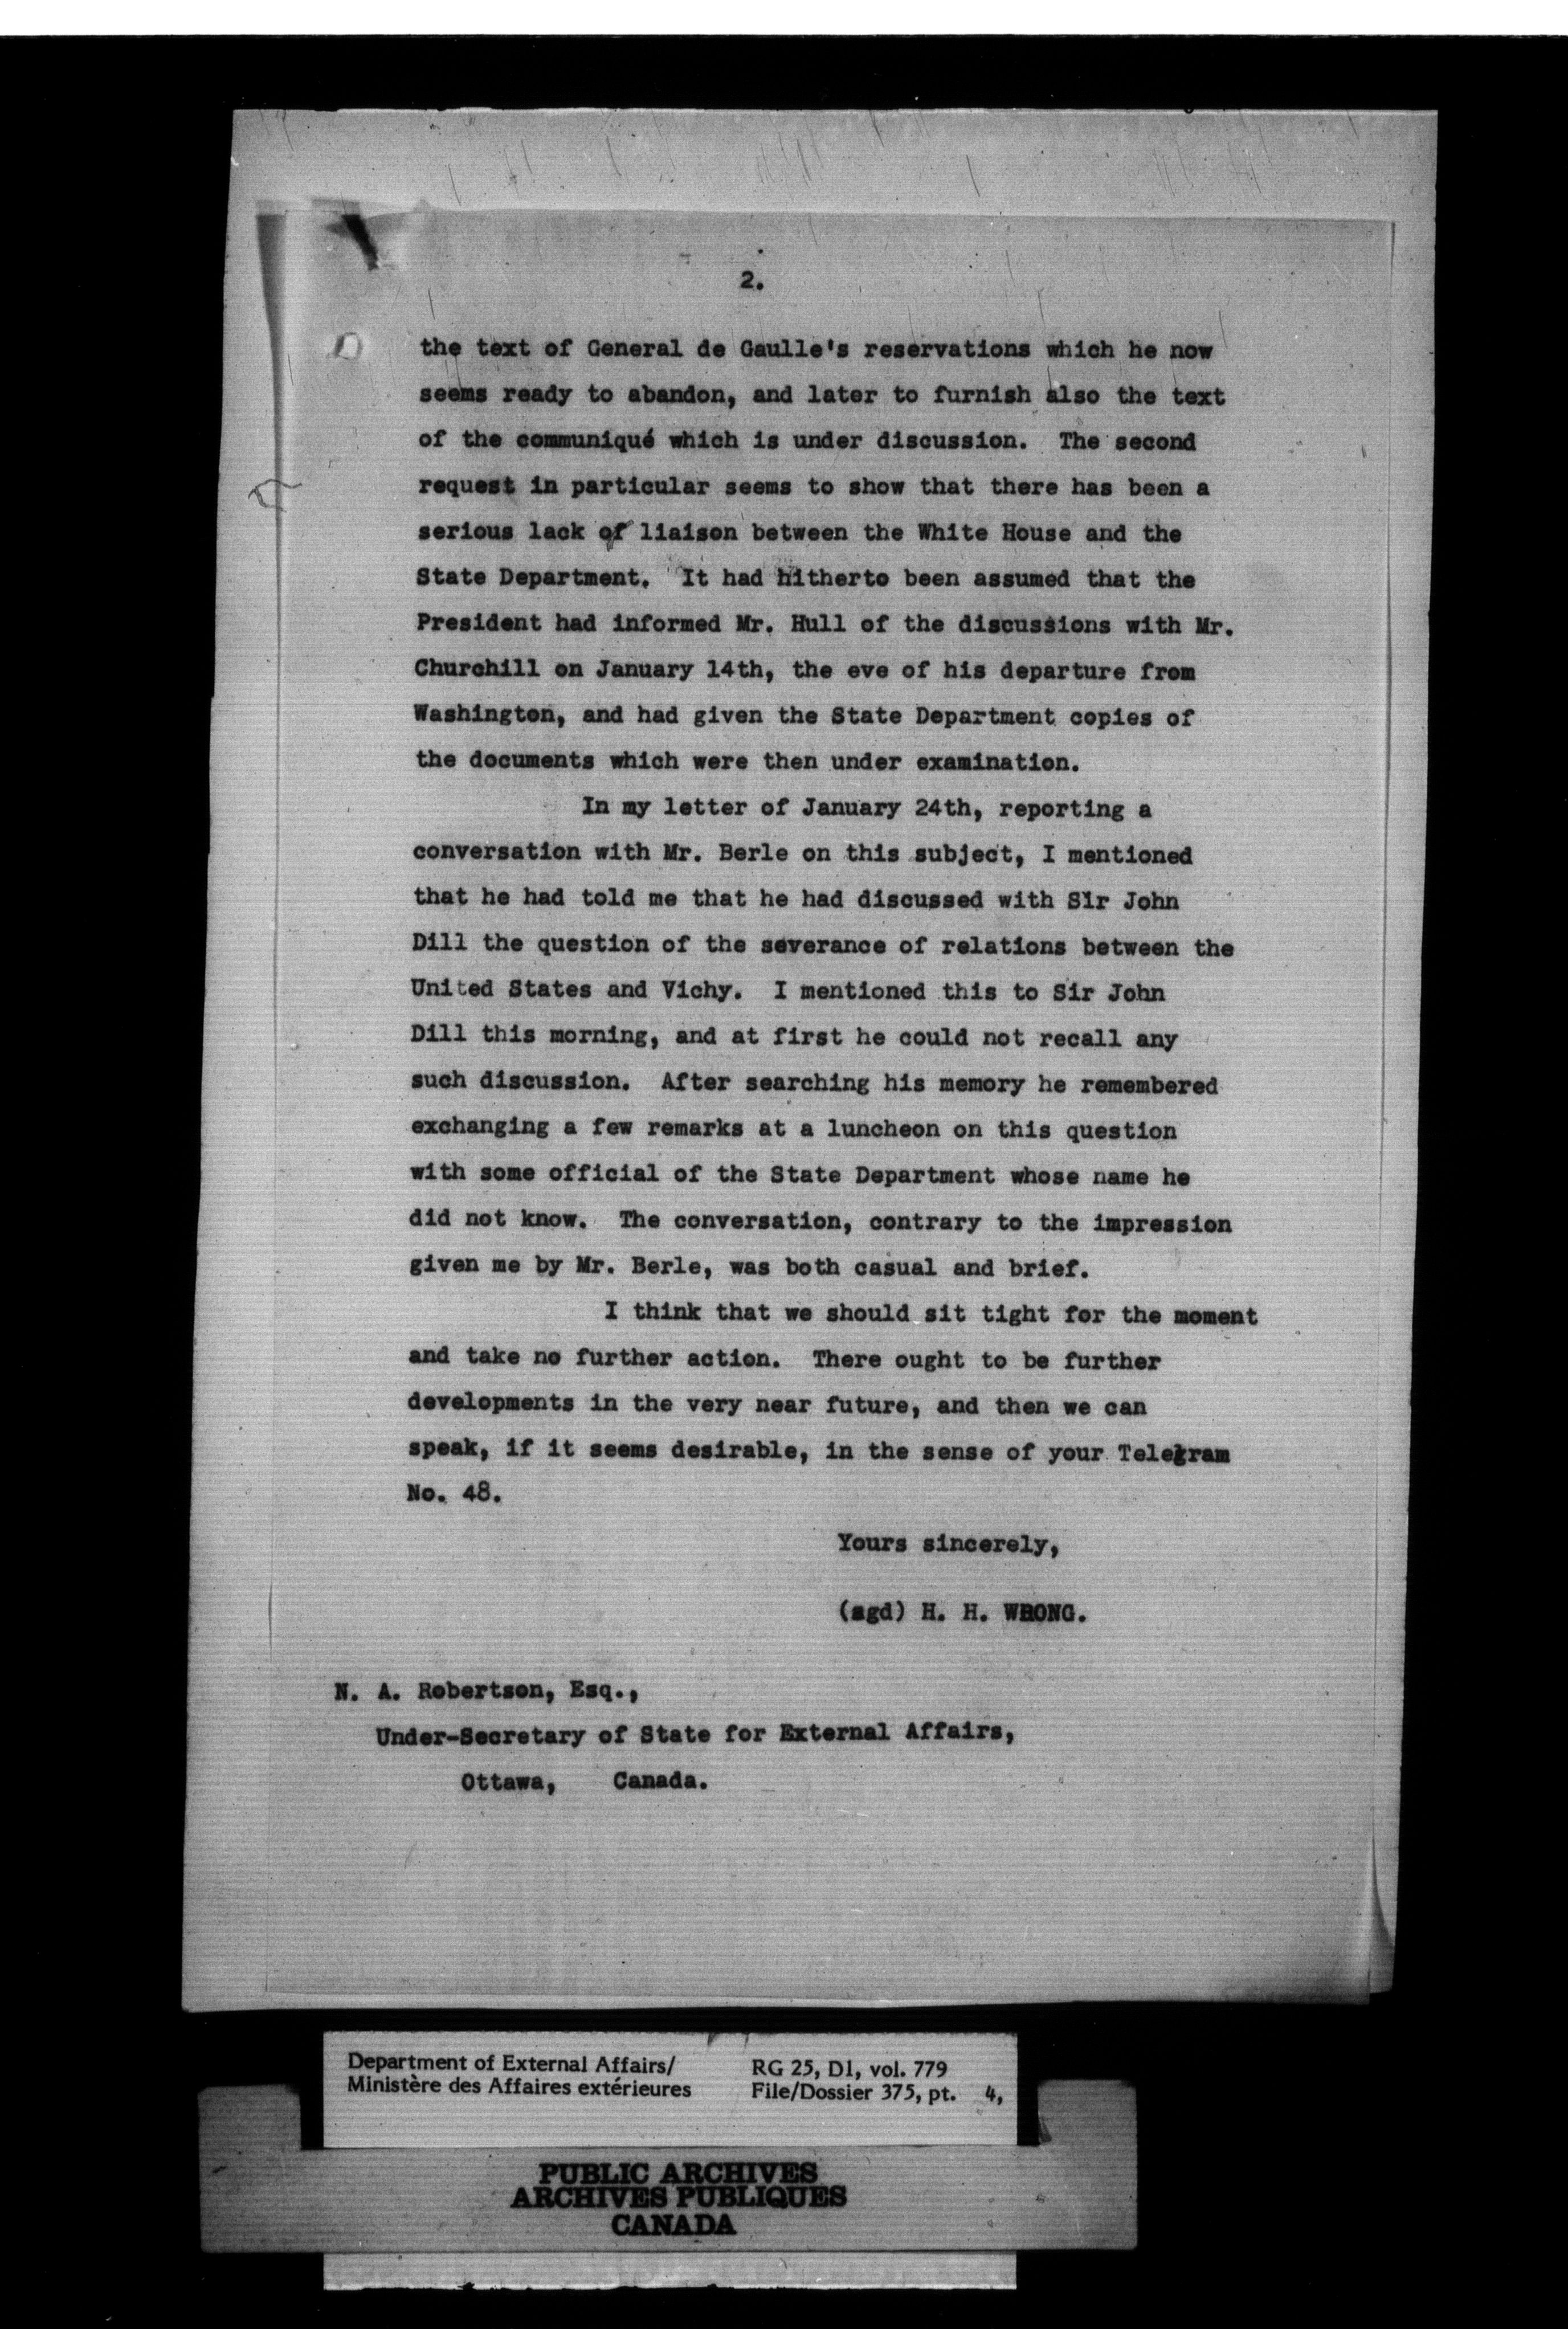 2.
the text of General de Gaulle's reservations which he now
seems ready to abandon, and later to furnish also the text
of the communiqué which is under discussion. The second
request in particular seems to show that there has been a
serious lack of liaison between the White House and the
State Department. It had hitherto been assumed that the
President had informed Mr. Hull of the discussions with Mr.
Churchill on January 14th, the eve of his departure from
Washington, and had given the State Department copies of
the documents which were then under examination.
In my letter of January 24th, reporting a
conversation with Mr. Berle on this subject, I mentioned
that he had told me that he had discussed with Sir John
Dill the question of the severance of relations between the
United States and Vichy. I mentioned this to Sir John
Dill this morning, and at first he could not recall any
such discussion. After searching his memory he remembered
exchanging a few remarks at a luncheon on this question
with some official of the State Department whose name he
did not know. The conversation, contrary to the impression
given me by Mr. Berle, was both casual and brief.
I think that we should sit tight for the moment
and take no further action. There ought to be further
developments in the very near future, and then we can
speak, if it seems desirable, in the sense of your Telegram
No. 48.
Yours sincerely,
(sgd) H. H. WRONG.
N. A. Robertson, Esq.,
Under-Secretary of State for External Affairs,
Ottawa, Canada.
Department of External Affairs/
Ministère des Affaires extérieures
RG 25, D1, vol. 779
File/Dossier 375, pt. 4,
PUBLIC ARCHIVES
ARCHIVES PUBLIQUES
CANADA